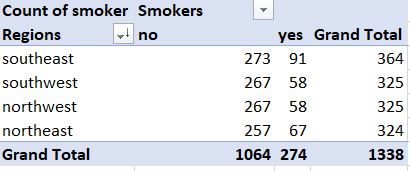 Count of smoker Smokers
Regions no yes Grand Total
southeast 273 91 364
southwest 267 58 325
northwest 267 58 325
northeast 257 67 324
Grand Total 1064 274 1338